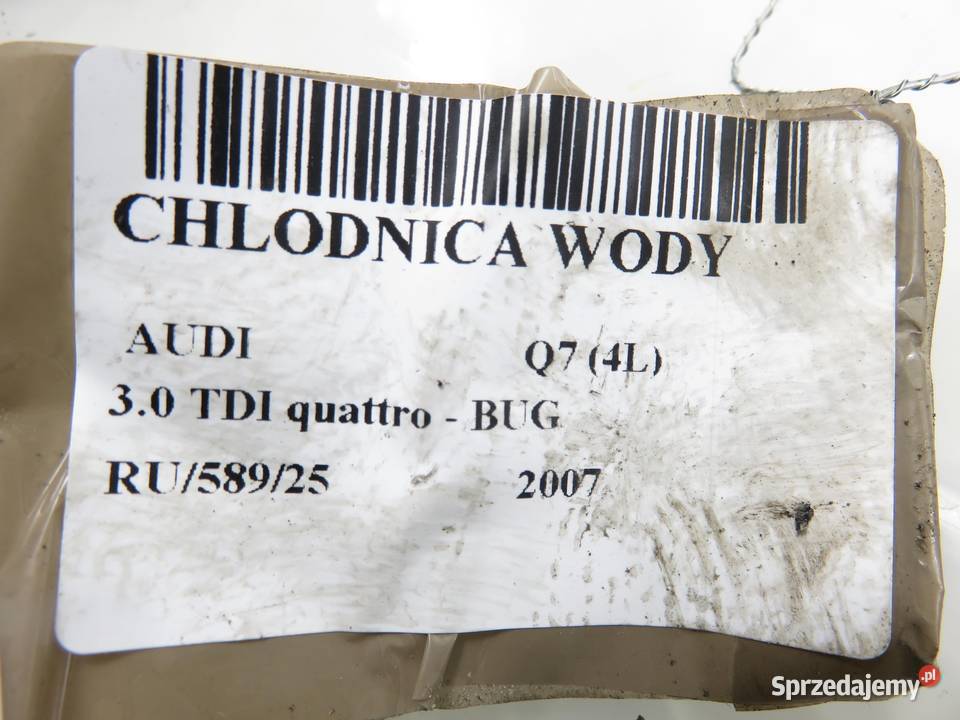 CHLODNICA WODY
AUDI Q7 (4L)
3.0 TDI quattro - BUG
RU/589/25 2007
Sprzedajemy.pl